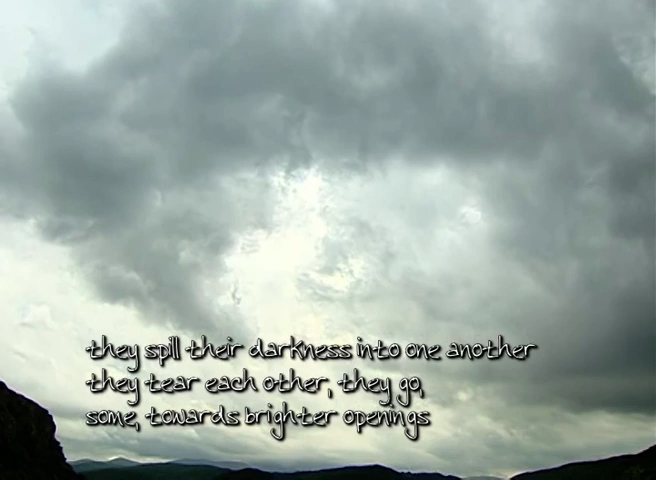 they spill their darkness into one another
they tear each other, they go,
some, towards brighter openings